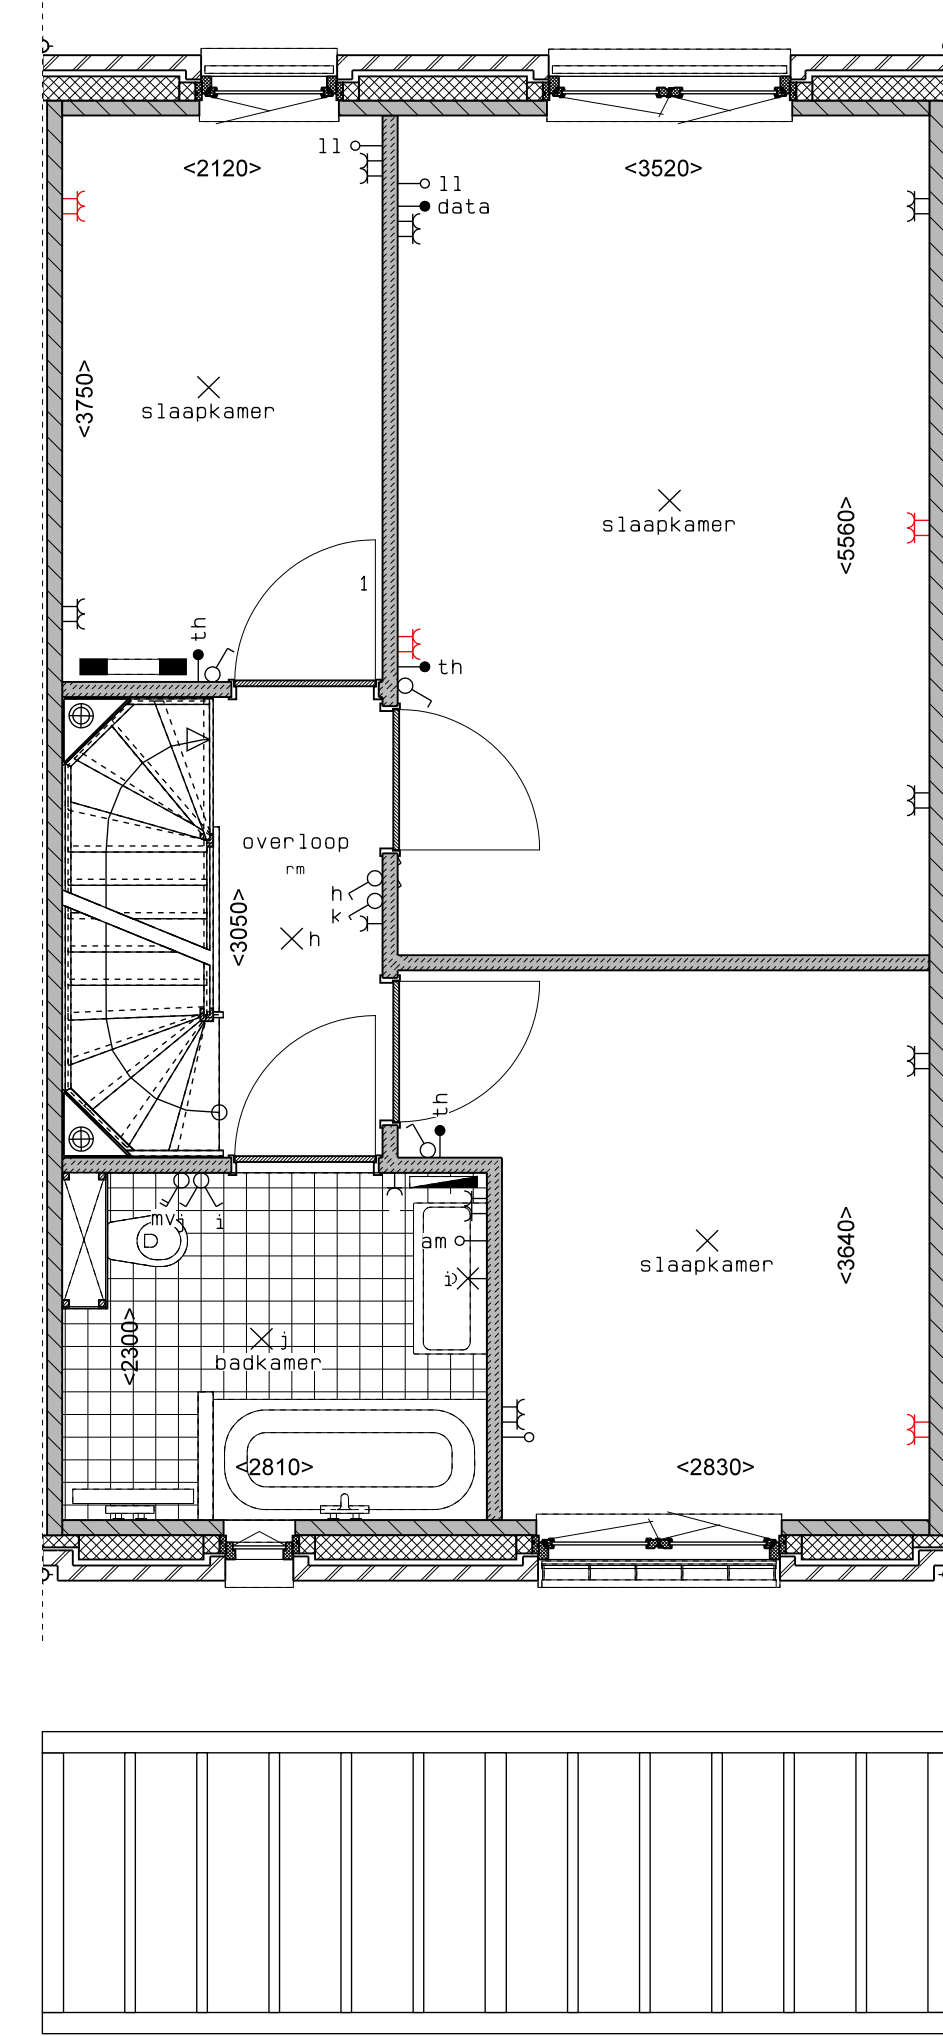 ll
<2120>
<3520>
ll
data
<3750>
slaapkamer
slaapkamer
<5560>
1
th
th
overloop
rm
h
k
<3050>
h
th
mv
j
i
am
i
<3640>
slaapkamer
<2300>
j
badkamer
<2810>
<2830>